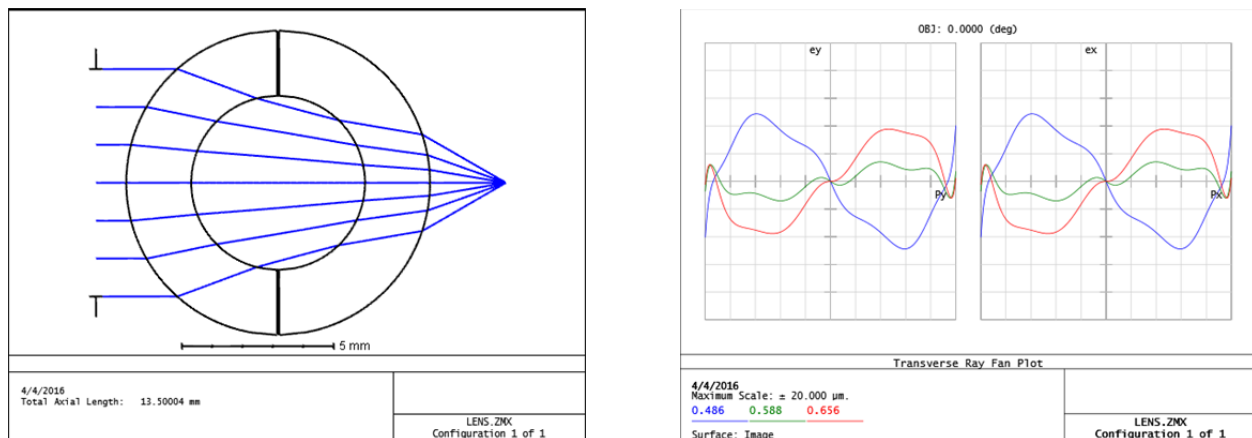 5 mm
4/4/2016
Total Axial Length: 13.50004 mm
LENS.ZMX
Configuration 1 of 1
OBJ: 0.0000 (deg)
ey
ex
Py
Px
Transverse Ray Fan Plot
4/4/2016
Maximum Scale: ± 20.000 µm.
0.486 0.588 0.656
Surface: Image
LENS.ZMX
Configuration 1 of 1